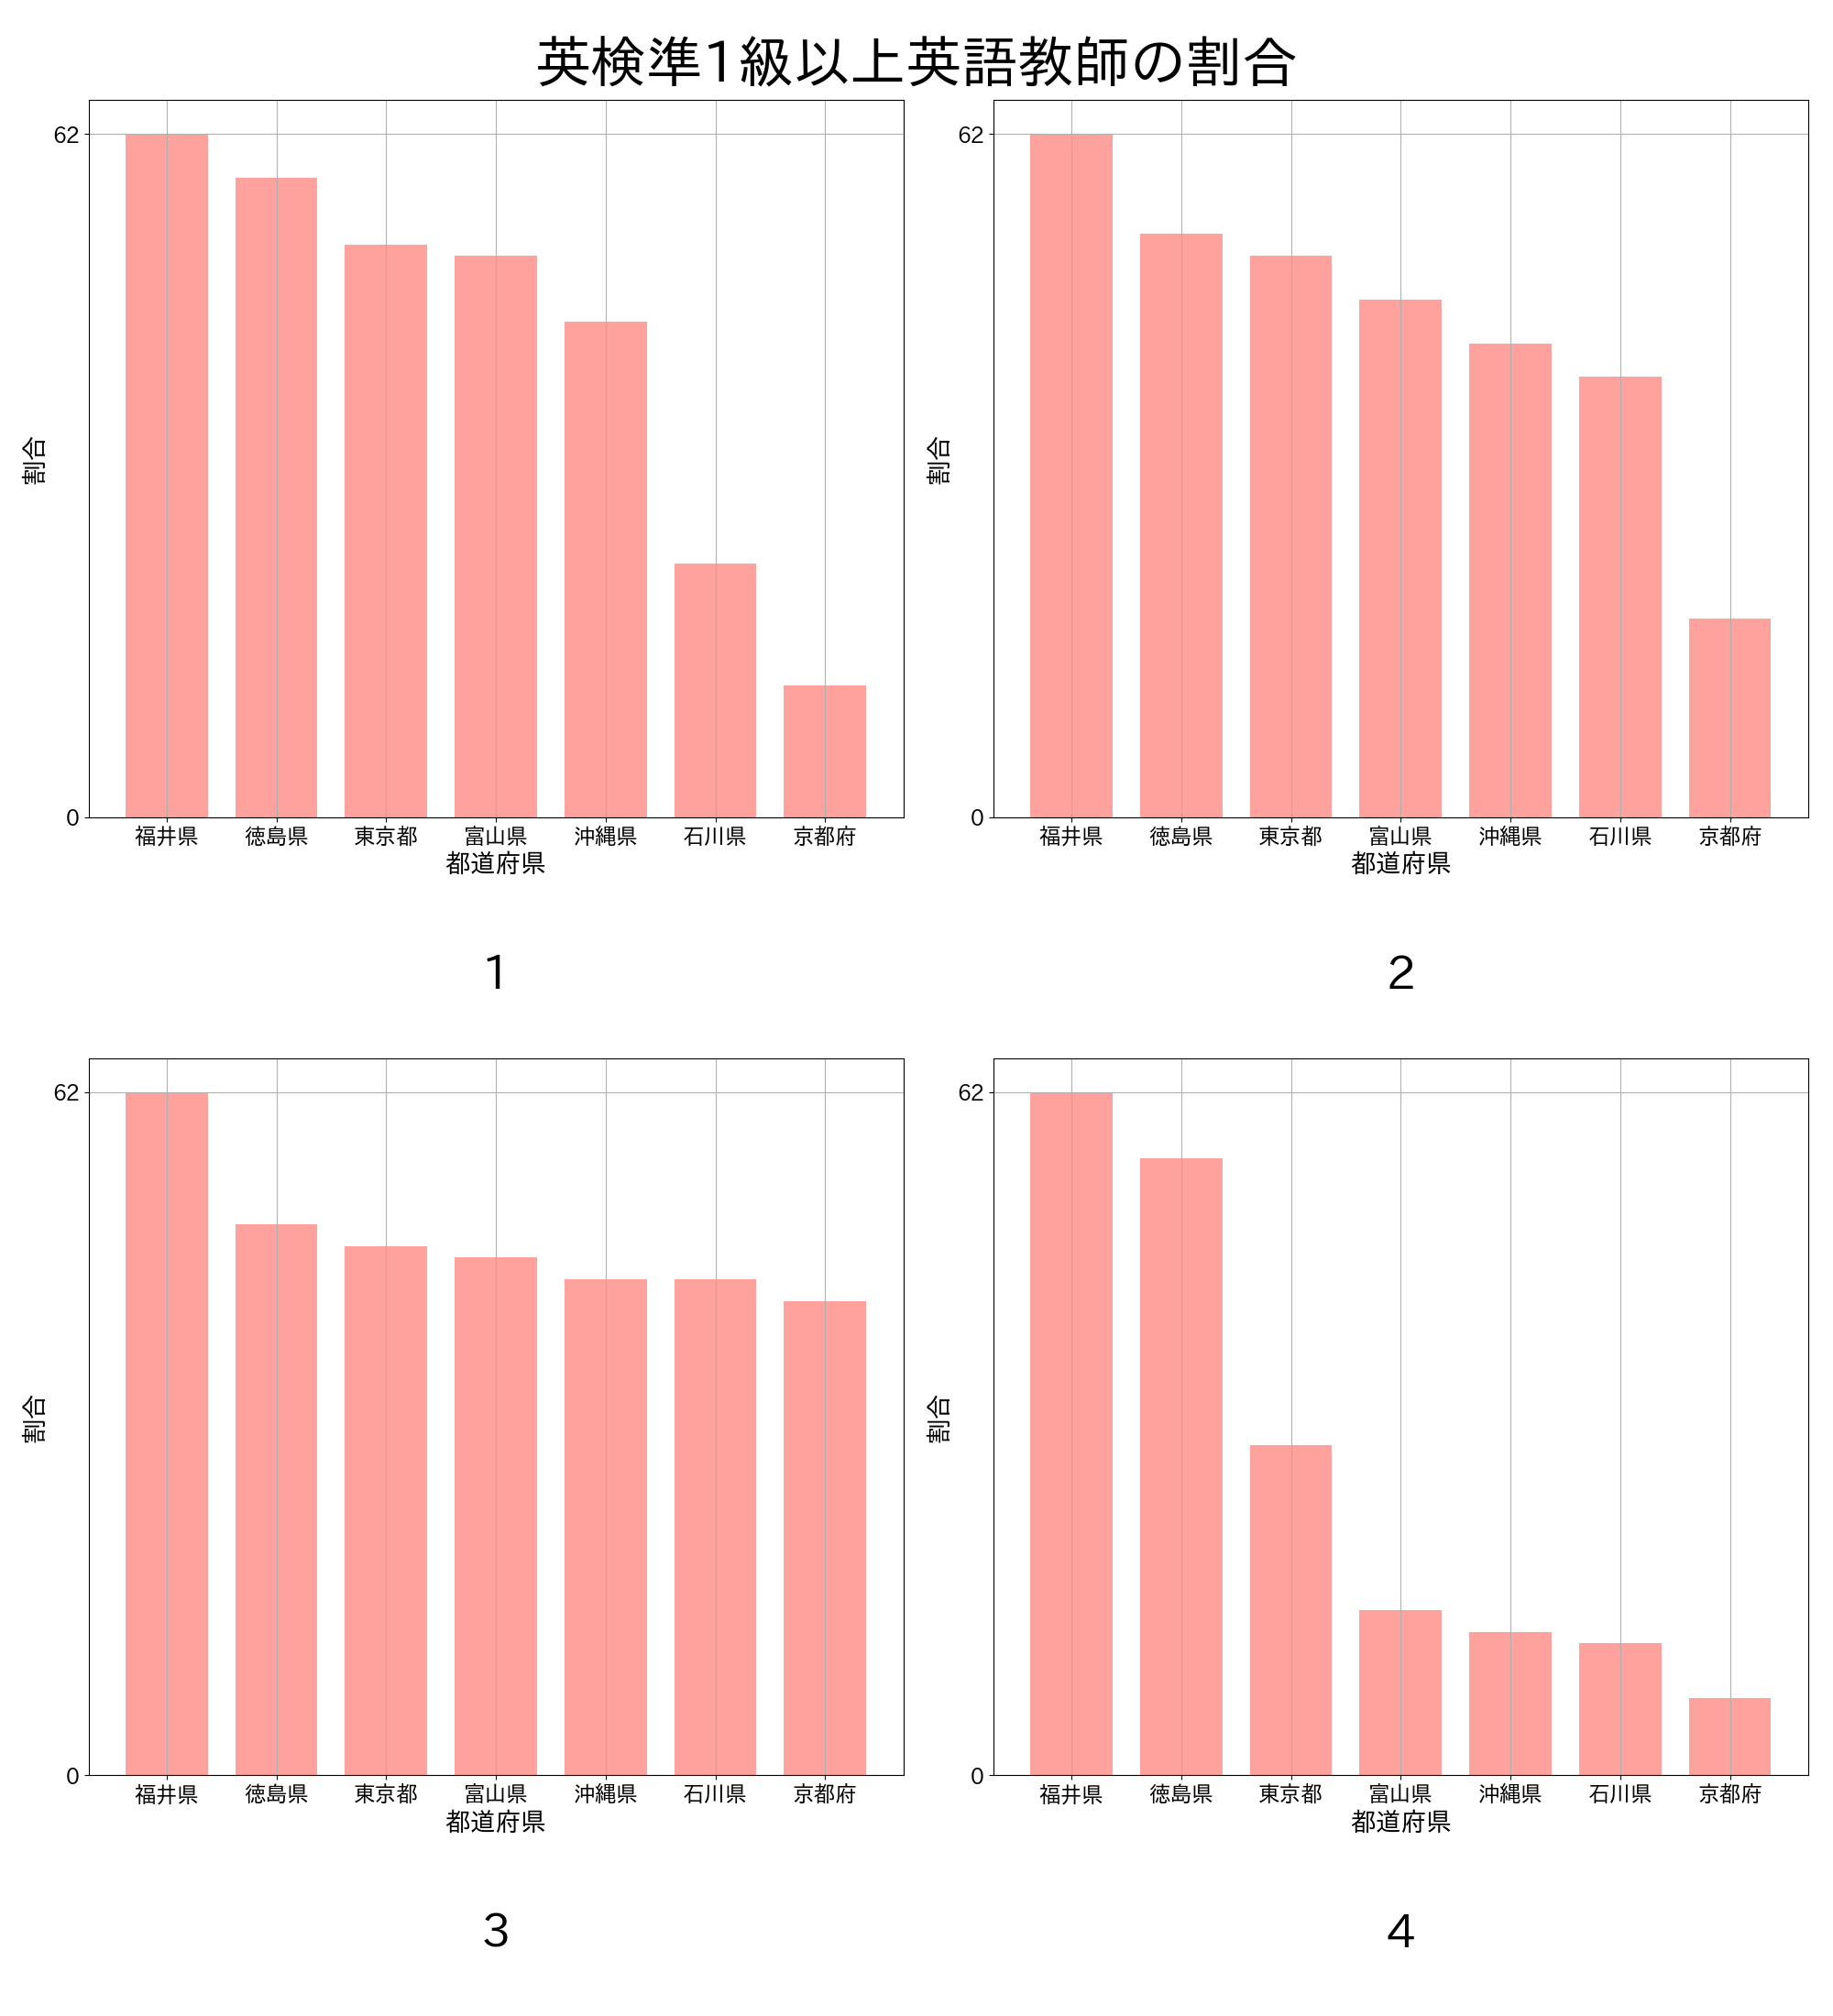 英検準1級以上英語教師の割合
62
割合
0
福井県 徳島県 東京都 富山県 沖縄県 石川県 京都府
都道府県
1
62
割合
0
福井県 徳島県 東京都 富山県 沖縄県 石川県 京都府
都道府県
2
62
割合
0
福井県 徳島県 東京都 富山県 沖縄県 石川県 京都府
都道府県
3
62
割合
0
福井県 徳島県 東京都 富山県 沖縄県 石川県 京都府
都道府県
4